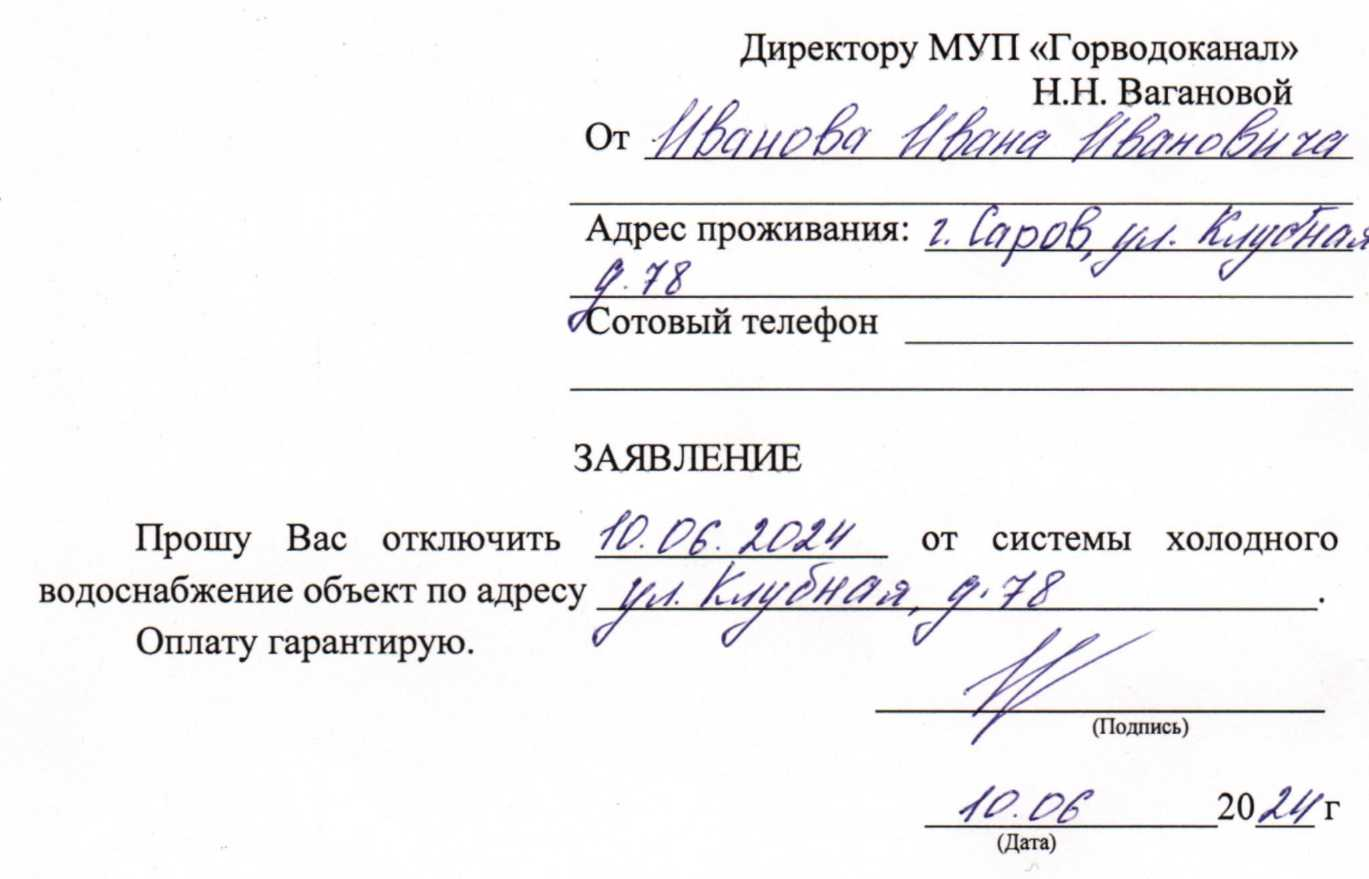 Директору МУП «Горводоканал»
Н.Н. Вагановой
От Иванова Ивана Ивановича
Адрес проживания: г. Саров, ул. Клубная
д. 78
Сотовый телефон
ЗАЯВЛЕНИЕ
Прошу Вас отключить 10.06.2024 от системы холодного
водоснабжение объект по адресу ул. Клубная, д. 78.
Оплату гарантирую.
(Подпись)
10.06 2024 г
(Дата)